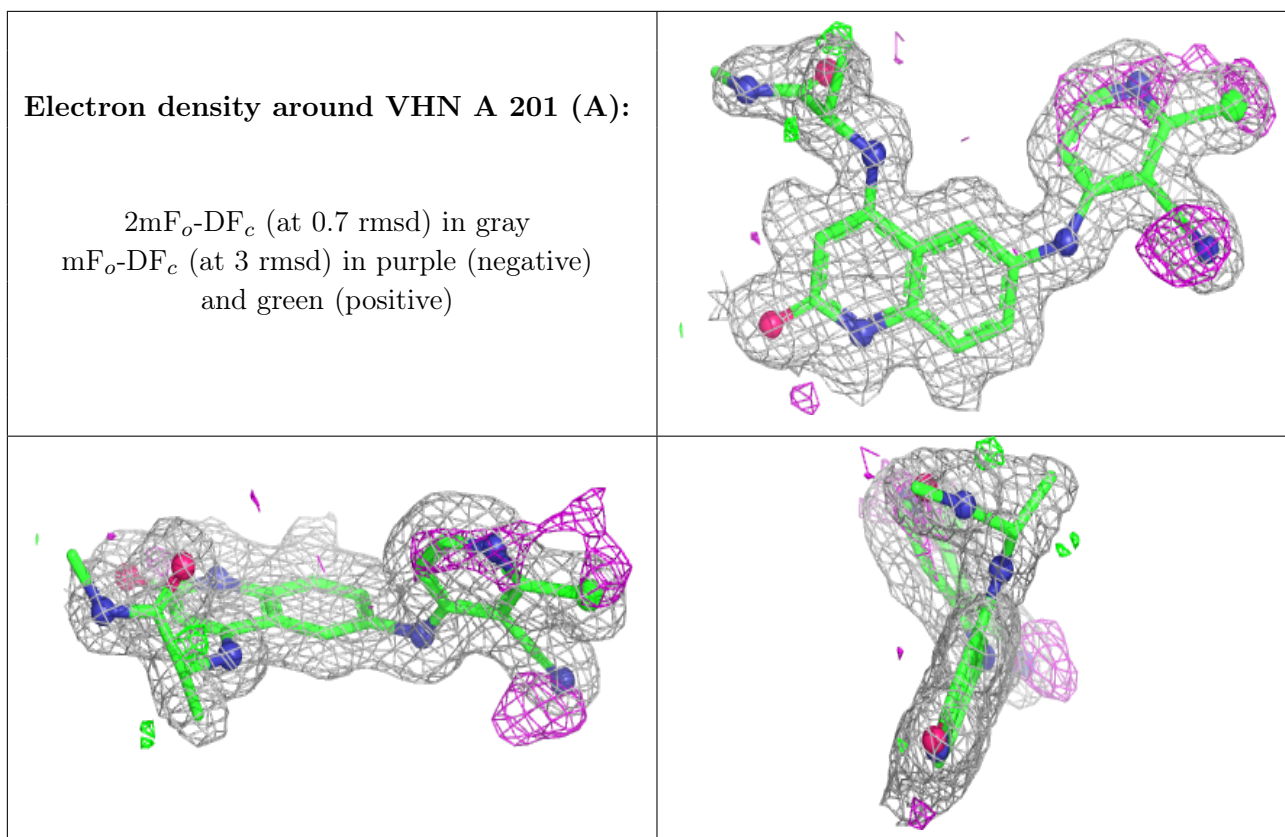 Electron density around VHN A 201 (A):
2mFₒ-DF𝑐 (at 0.7 rmsd) in gray
mFₒ-DF𝑐 (at 3 rmsd) in purple (negative)
and green (positive)